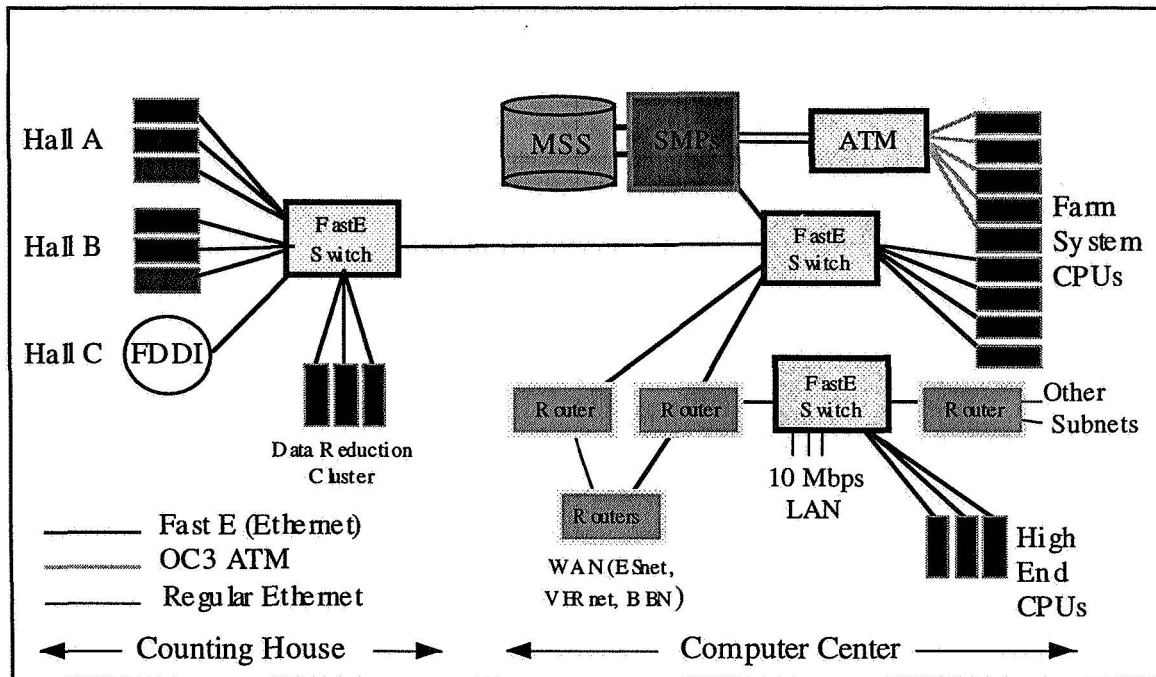 Hall A
Hall B
Hall C
FDDI
FastE
Switch
Data Reduction
Cluster
MSS
SMPs
ATM
FastE
Switch
Farm
System
CPUs
Router
Router
FastE
Switch
Router
Other
Subnets
10 Mbps
LAN
Routers
WAN (ESnet,
VERnet, BBN)
High
End
CPUs
Fast E (Ethernet)
OC3 ATM
Regular Ethernet
Counting House
Computer Center